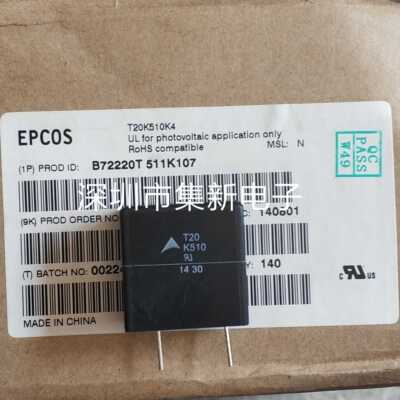 T20K510K4
EPCOS
UL for photovoltaic application only
RoHS compatible
MSL: N
QC
PASS
W49
(1P) PROD ID: B72220T 511K107
深圳市集新电子
(9K) PROD ORDER NO
T20
K510
14 30
(T) BATCH NO:
: 140
MADE IN CHINA